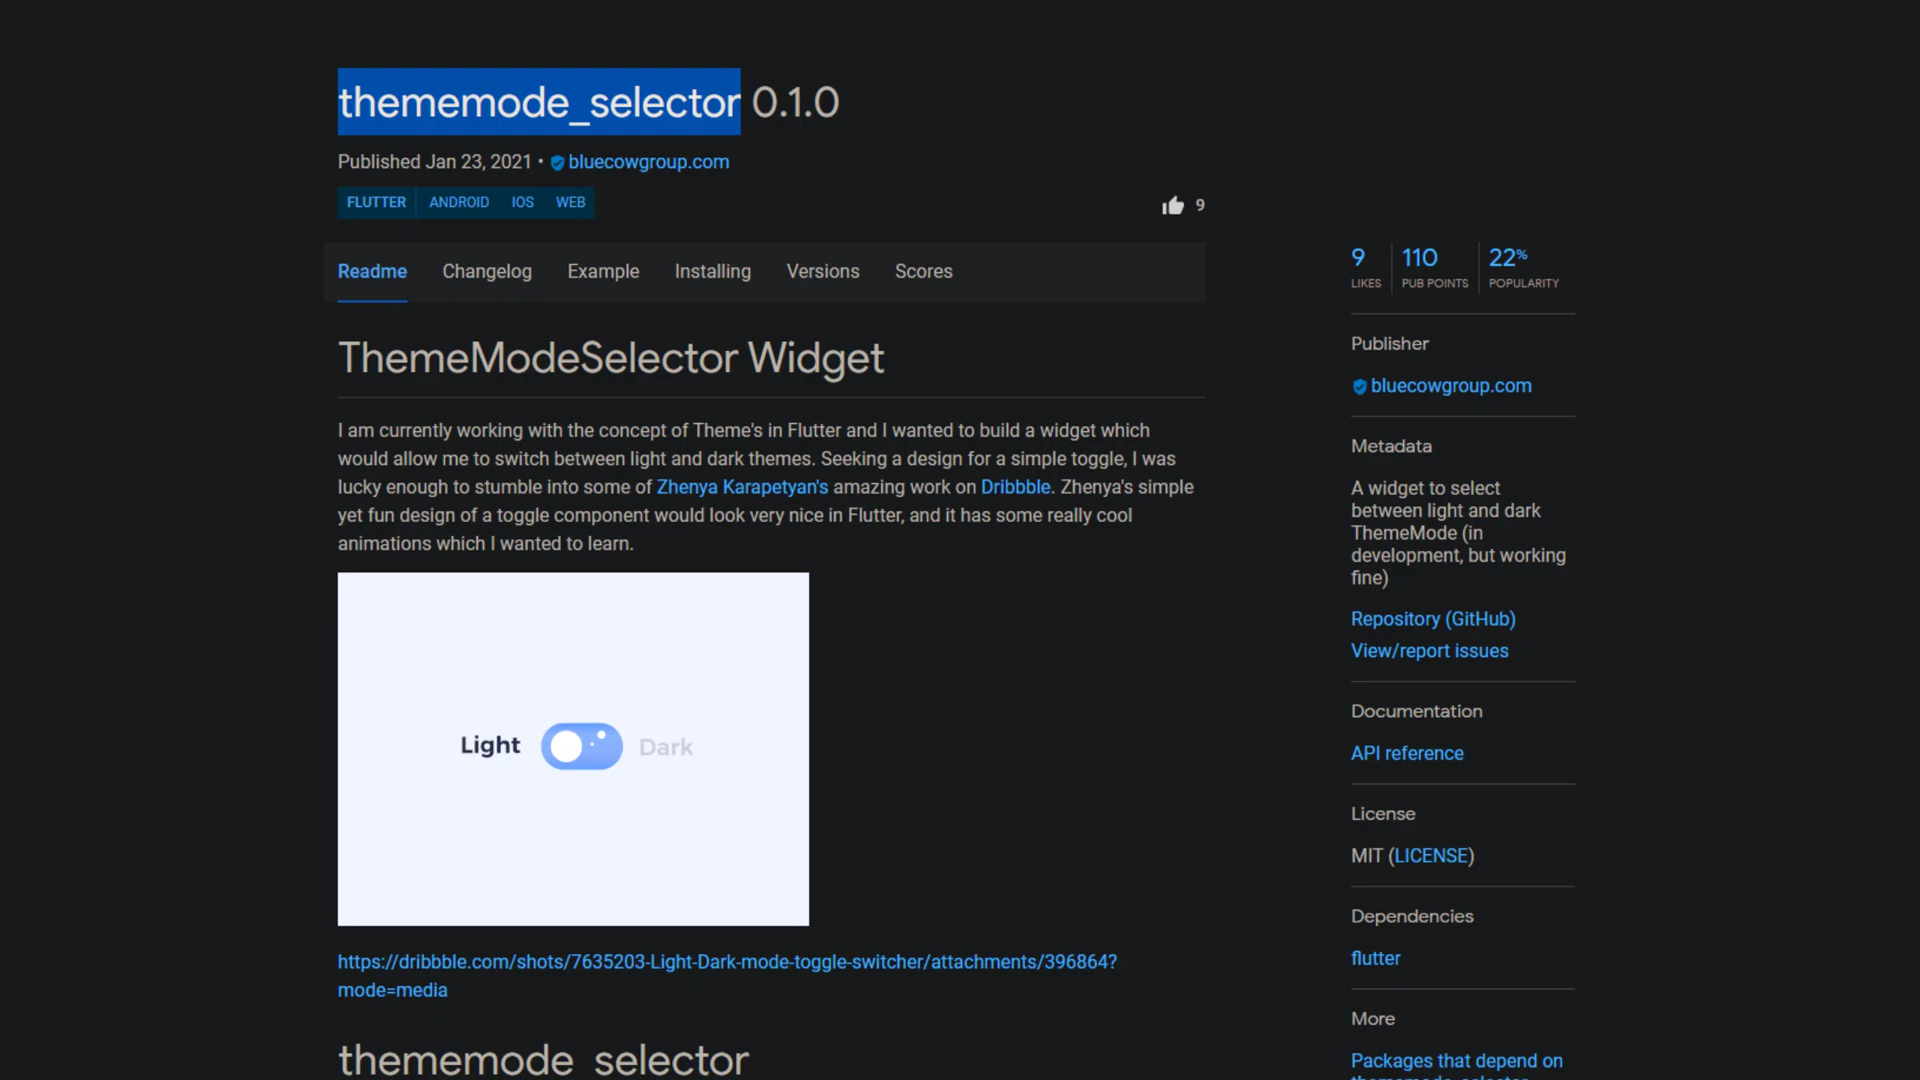 thememode_selector 0.1.0
Published Jan 23, 2021 • bluecowgroup.com
FLUTTER ANDROID IOS WEB
9
Readme Changelog Example Installing Versions Scores
ThemeModeSelector Widget
I am currently working with the concept of Theme's in Flutter and I wanted to build a widget which
would allow me to switch between light and dark themes. Seeking a design for a simple toggle, I was
lucky enough to stumble into some of Zhenya Karapetyan's amazing work on Dribbble. Zhenya's simple
yet fun design of a toggle component would look very nice in Flutter, and it has some really cool
animations which I wanted to learn.
Light Dark
https://dribbble.com/shots/7635203-Light-Dark-mode-toggle-switcher/attachments/396864?
mode=media
thememode_selector
9 110 22%
LIKES PUB POINTS POPULARITY
Publisher
bluecowgroup.com
Metadata
A widget to select
between light and dark
ThemeMode (in
development, but working
fine)
Repository (GitHub)
View/report issues
Documentation
API reference
License
MIT (LICENSE)
Dependencies
flutter
More
Packages that depend on
thememode_selector